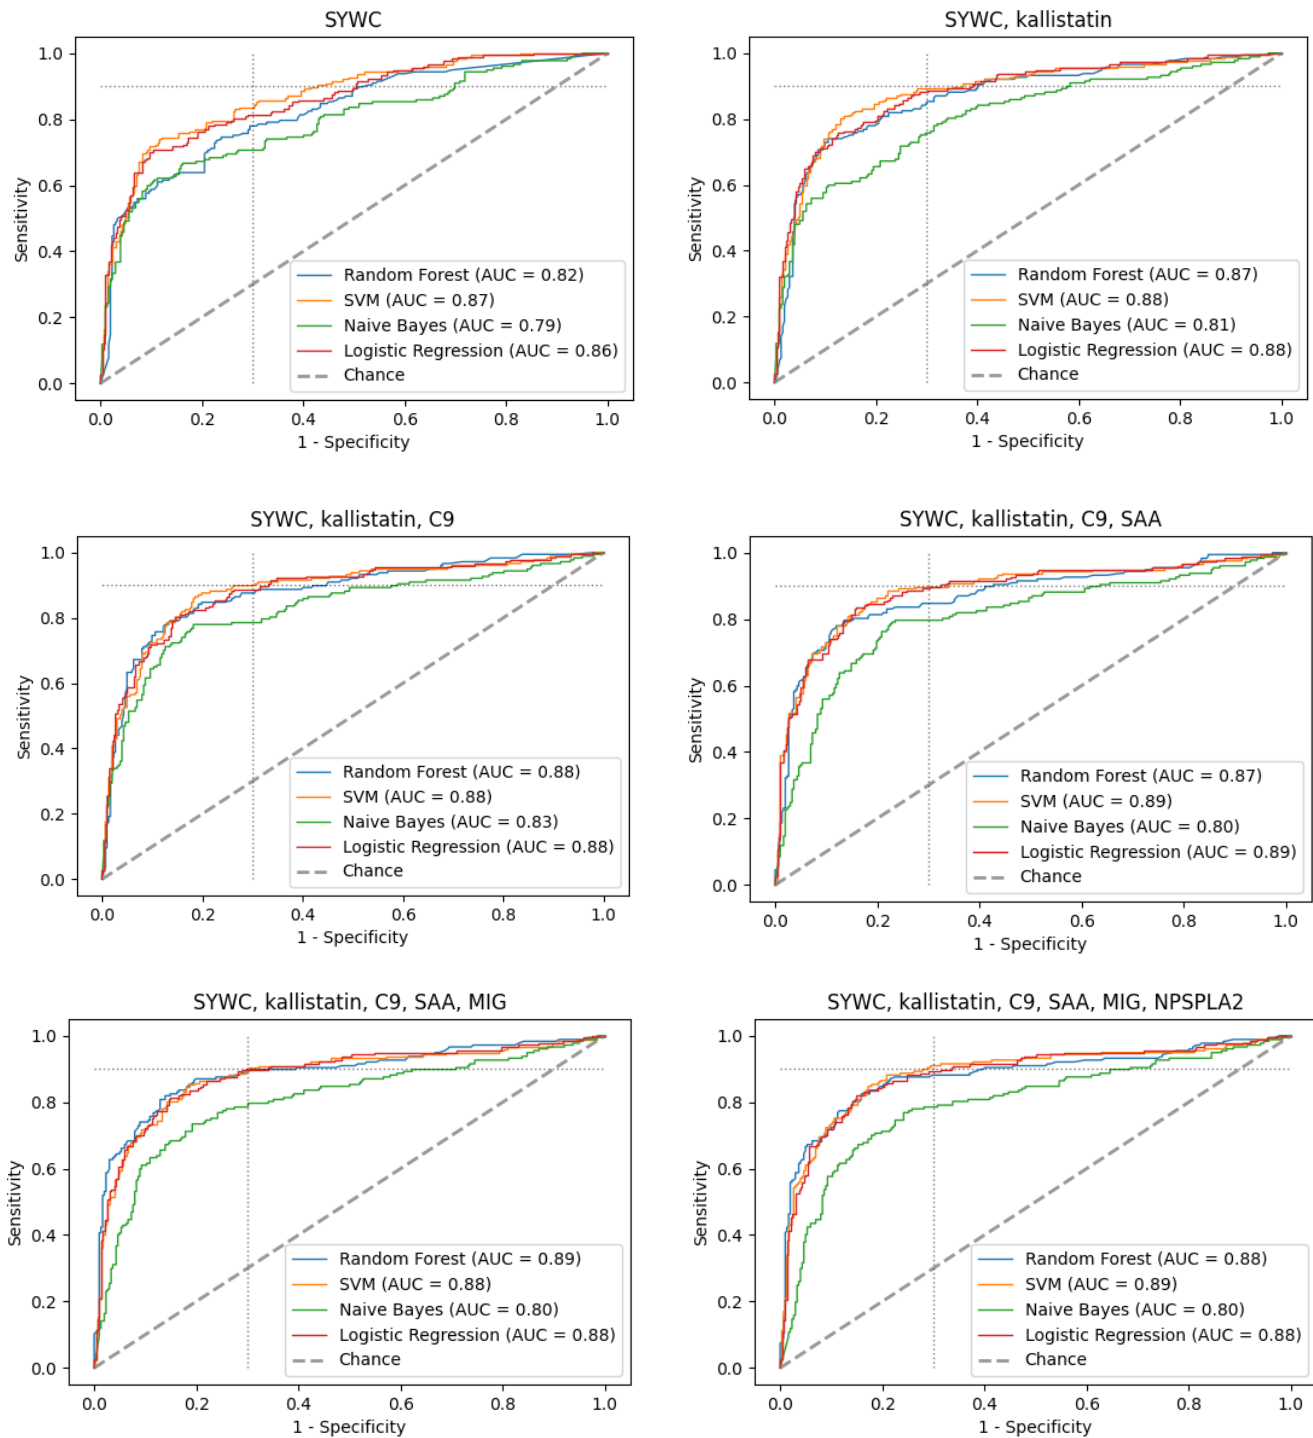 SYWC
1.0
0.8
0.6
0.4
0.2
0.0
Sensitivity
Random Forest (AUC = 0.82)
SVM (AUC = 0.87)
Naive Bayes (AUC = 0.79)
Logistic Regression (AUC = 0.86)
Chance
0.0 0.2 0.4 0.6 0.8 1.0
1 - Specificity
SYWC, kallistatin
1.0
0.8
0.6
0.4
0.2
0.0
Sensitivity
Random Forest (AUC = 0.87)
SVM (AUC = 0.88)
Naive Bayes (AUC = 0.81)
Logistic Regression (AUC = 0.88)
Chance
0.0 0.2 0.4 0.6 0.8 1.0
1 - Specificity
SYWC, kallistatin, C9
1.0
0.8
0.6
0.4
0.2
0.0
Sensitivity
Random Forest (AUC = 0.88)
SVM (AUC = 0.88)
Naive Bayes (AUC = 0.83)
Logistic Regression (AUC = 0.88)
Chance
0.0 0.2 0.4 0.6 0.8 1.0
1 - Specificity
SYWC, kallistatin, C9, SAA
1.0
0.8
0.6
0.4
0.2
0.0
Sensitivity
Random Forest (AUC = 0.87)
SVM (AUC = 0.89)
Naive Bayes (AUC = 0.80)
Logistic Regression (AUC = 0.89)
Chance
0.0 0.2 0.4 0.6 0.8 1.0
1 - Specificity
SYWC, kallistatin, C9, SAA, MIG
1.0
0.8
0.6
0.4
0.2
0.0
Sensitivity
Random Forest (AUC = 0.89)
SVM (AUC = 0.88)
Naive Bayes (AUC = 0.80)
Logistic Regression (AUC = 0.88)
Chance
0.0 0.2 0.4 0.6 0.8 1.0
1 - Specificity
SYWC, kallistatin, C9, SAA, MIG, NPSPLA2
1.0
0.8
0.6
0.4
0.2
0.0
Sensitivity
Random Forest (AUC = 0.88)
SVM (AUC = 0.89)
Naive Bayes (AUC = 0.80)
Logistic Regression (AUC = 0.88)
Chance
0.0 0.2 0.4 0.6 0.8 1.0
1 - Specificity